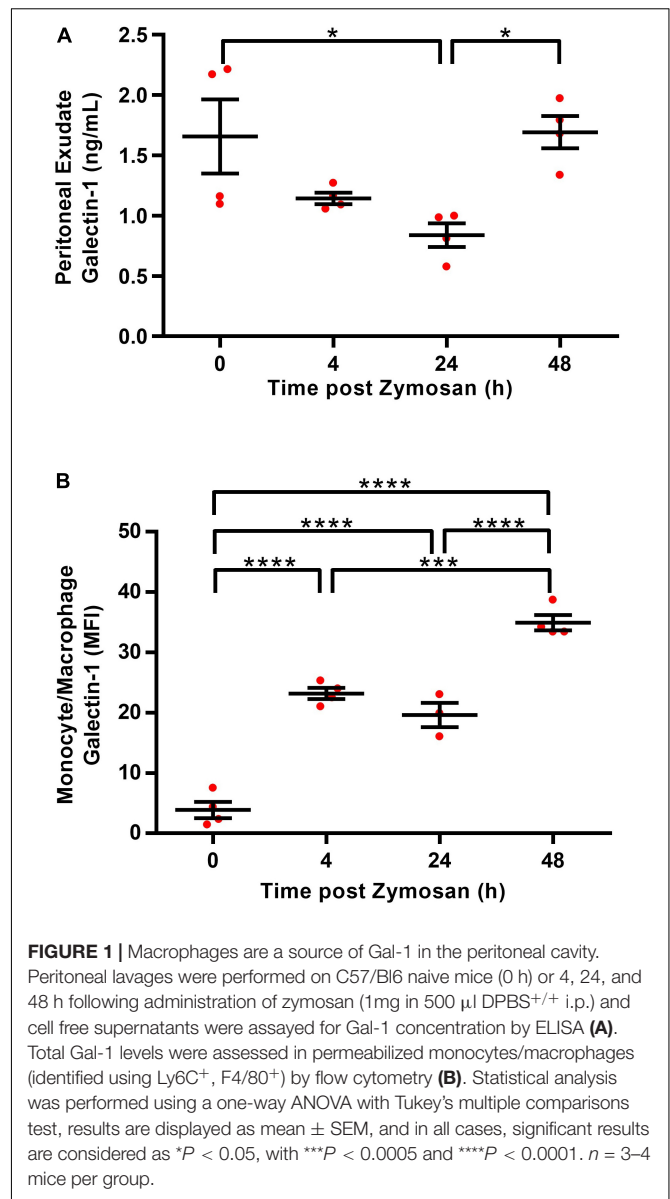 A
Peritoneal Exudate
Galectin-1 (ng/mL)
2.5
2.0
1.5
1.0
0.5
0.0
* *
0 4 24 48
Time post Zymosan (h)
B
Monocyte/Macrophage
Galectin-1 (MFI)
****
**** ****
**** ***
50
40
30
20
10
0
0 4 24 48
Time post Zymosan (h)
FIGURE 1 | Macrophages are a source of Gal-1 in the peritoneal cavity.
Peritoneal lavages were performed on C57/Bl6 naive mice (0 h) or 4, 24, and
48 h following administration of zymosan (1mg in 500 μl DPBS+/+ i.p.) and
cell free supernatants were assayed for Gal-1 concentration by ELISA (A).
Total Gal-1 levels were assessed in permeabilized monocytes/macrophages
(identified using Ly6C+, F4/80+) by flow cytometry (B). Statistical analysis
was performed using a one-way ANOVA with Tukey's multiple comparisons
test, results are displayed as mean ± SEM, and in all cases, significant results
are considered as *P < 0.05, with ***P < 0.0005 and ****P < 0.0001. n = 3–4
mice per group.